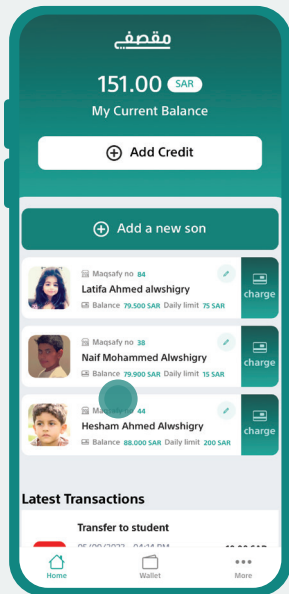 مقصفي
151.00 SAR
My Current Balance
Add Credit
Add a new son
Maqsafy no 84
Latifa Ahmed alwshigry
Balance 79.500 SAR Daily limit 75 SAR
charge
Maqsafy no 38
Naif Mohammed Alwshigry
Balance 79.900 SAR Daily limit 15 SAR
charge
44
Hesham Ahmed Alwshigry
Balance 88.000 SAR Daily limit 200 SAR
charge
Latest Transactions
Transfer to student
Home
Wallet
More